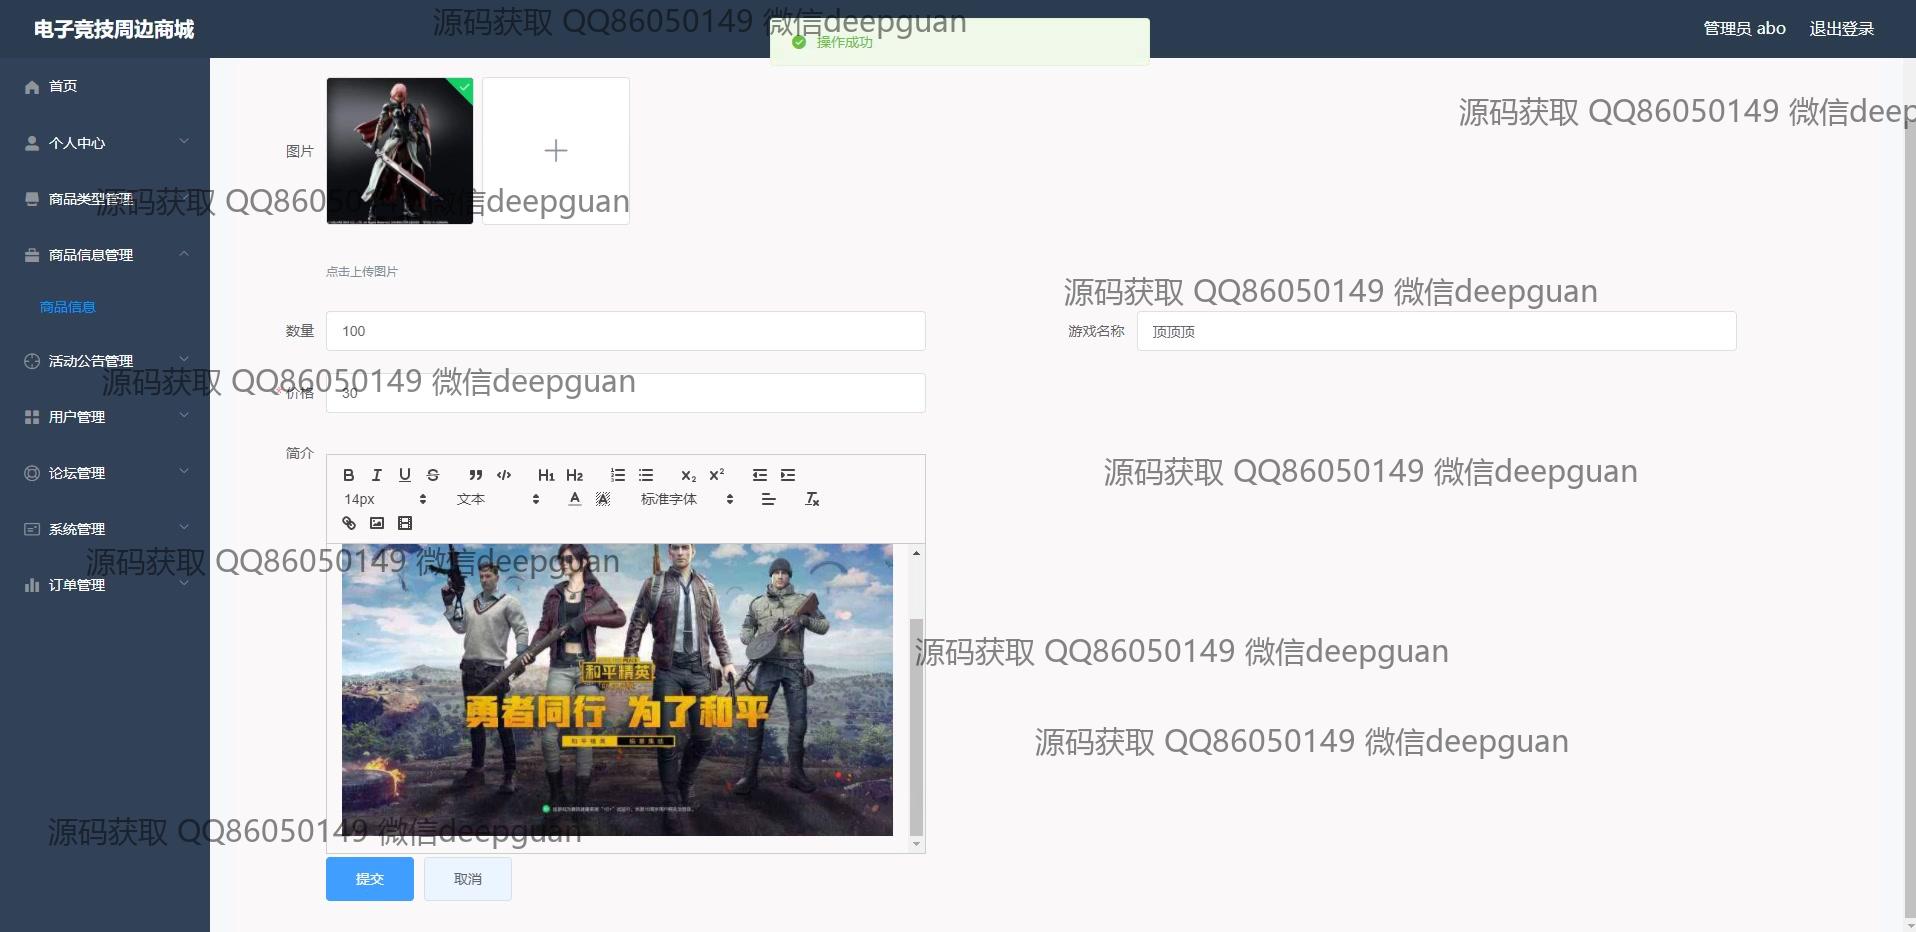 电子竞技周边商城
源码获取 QQ86050149 微信deepguan
操作成功
管理员 abo
退出登录
首页
个人中心
商品类型管理
商品信息管理
商品信息
活动公告管理
用户管理
论坛管理
系统管理
订单管理
源码获取 QQ86050149 微信deep
图片
源码获取 QQ86050149 微信deepguan
点击上传图片
源码获取 QQ86050149 微信deepguan
数量
100
游戏名称
顶顶顶
源码获取 QQ86050149 微信deepguan
* 价格
30
简介
源码获取 QQ86050149 微信deepguan
B I U S H1 H2 X₂ X²
14px
文本
A A
标准字体
源码获取 QQ86050149 微信deepguan
和平精英
源码获取 QQ86050149 微信deepguan
勇者同行 为了和平
和平精英
源码获取 QQ86050149 微信deepguan
源码获取 QQ86050149 微信deepguan
提交
取消